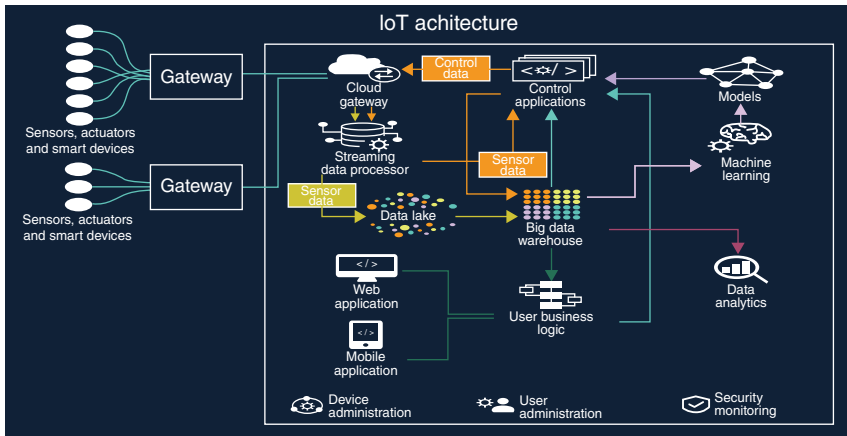 IoT achitecture
Gateway
Sensors, actuators
and smart devices
Gateway
Sensors, actuators
and smart devices
Cloud
gateway
Control
data
< / >
Control
applications
Models
Streaming
data processor
Sensor
data
Machine
learning
Sensor
data
Data lake
Big data
warehouse
< / >
Web
application
User business
logic
Data
analytics
< / >
Mobile
application
Device
administration
User
administration
Security
monitoring